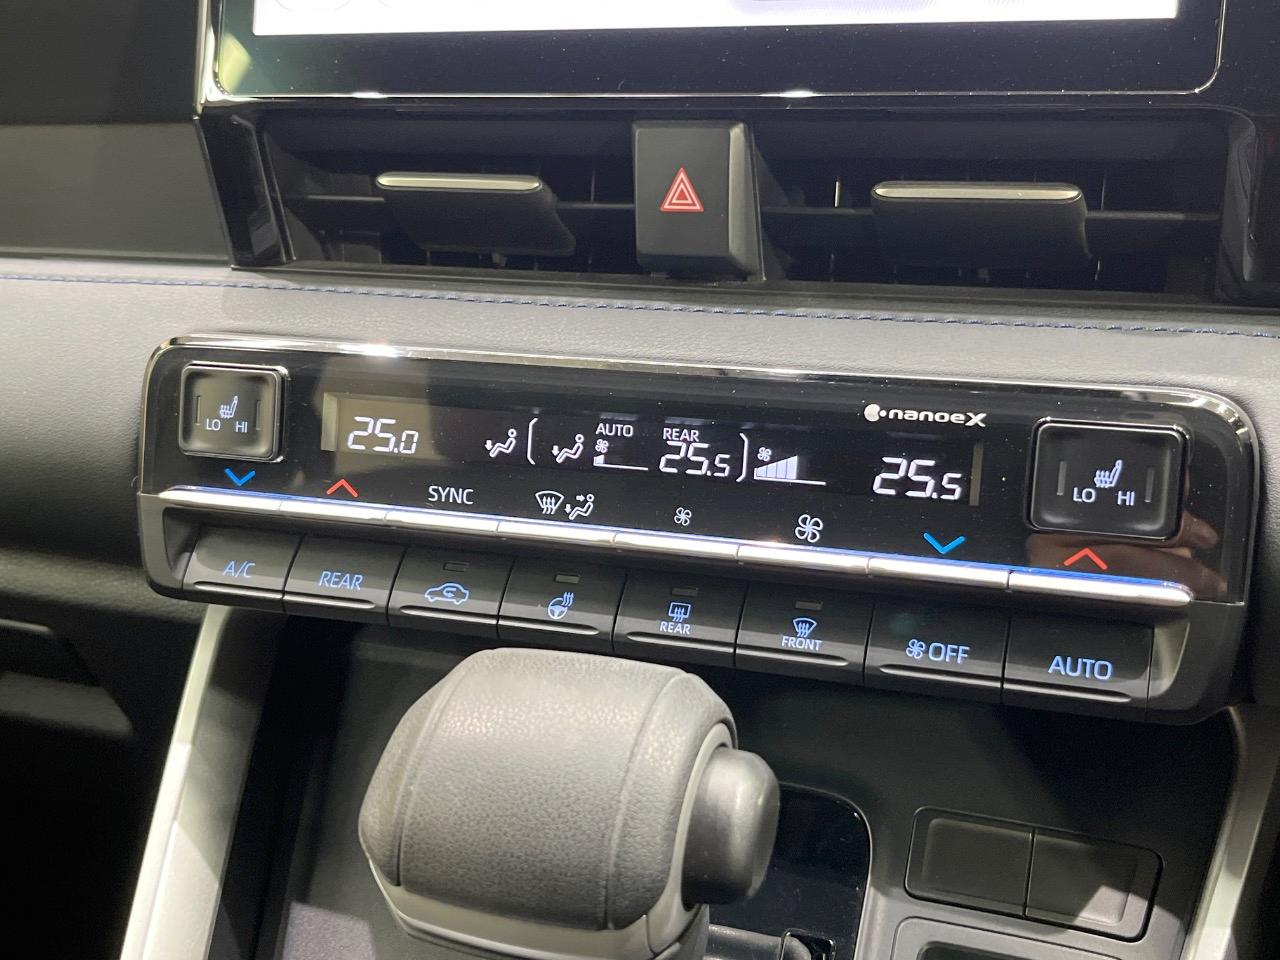 nanoeX
LO HI
25.0
AUTO
REAR
25.5
25.5
LO HI
SYNC
A/C
REAR
REAR
FRONT
OFF
AUTO